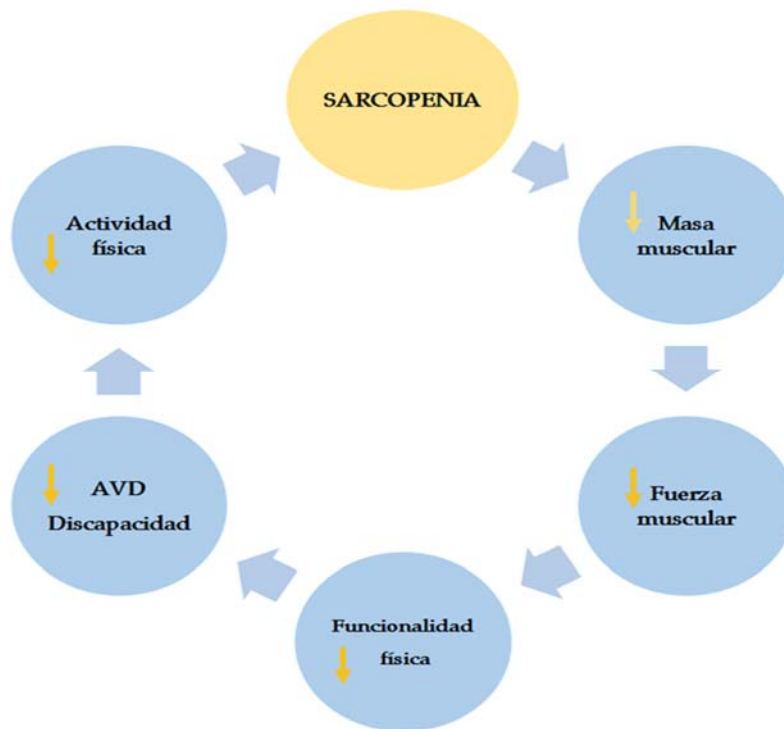 SARCOPENIA
Masa
muscular
Fuerza
muscular
Funcionalidad
física
AVD
Discapacidad
Actividad
física